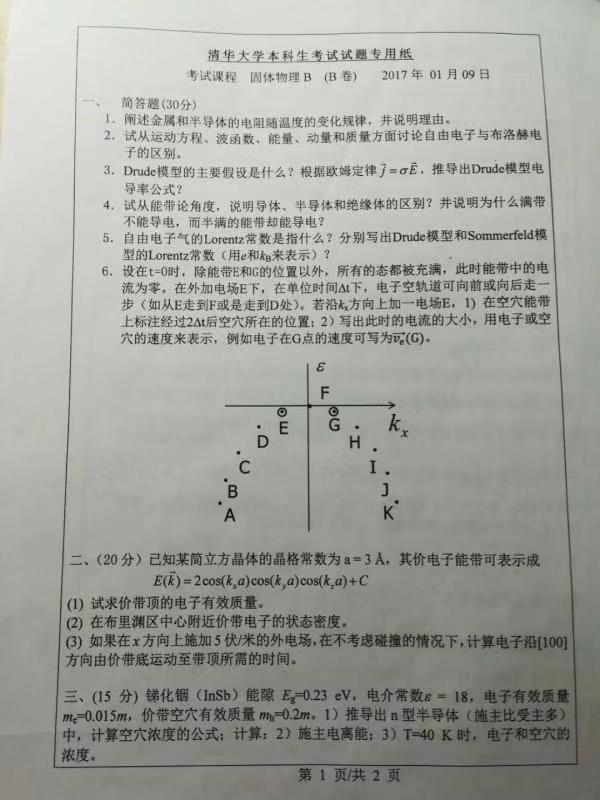 清华大学本科生考试试题专用纸
考试课程 固体物理B (B卷) 2017年01月09日
一、 简答题(30分)
1. 阐述金属和半导体的电阻随温度的变化规律，并说明理由。
2. 试从运动方程、波函数、能量、动量和质量方面讨论自由电子与布洛赫电
子的区别。
3. Drude模型的主要假设是什么？根据欧姆定律 j⃗=σE⃗，推导出Drude模型电
导率公式？
4. 试从能带论角度，说明导体、半导体和绝缘体的区别？并说明为什么满带
不能导电，而半满的能带却能导电？
5. 自由电子气的Lorentz常数是指什么？分别写出Drude模型和Sommerfeld模
型的Lorentz常数（用e和kB来表示）？
6. 设在t=0时，除能带E和G的位置以外，所有的态都被充满，此时能带中的电
流为零。在外加电场E下，在单位时间Δt下，电子空轨道可向前或向后走一
步（如从E走到F或是走到D处）。若沿kx方向上加一电场E，1）在空穴能带
上标注经过2Δt后空穴所在的位置；2）写出此时的电流的大小，用电子或空
穴的速度来表示，例如电子在G点的速度可写为v⃗e(G)。
ε
F
E G kx
D H
C I
B J
A K
二、（20分）已知某简立方晶体的晶格常数为 a = 3 Å，其价电子能带可表示成
E(k⃗)=2cos(kxa)cos(kya)cos(kza)+C
(1) 试求价带顶的电子有效质量。
(2) 在布里渊区中心附近价带电子的状态密度。
(3) 如果在x方向上施加5伏/米的外电场，在不考虑碰撞的情况下，计算电子沿[100]
方向由价带底运动至带顶所需的时间。
三、(15 分) 锑化铟（InSb）能隙 Eg=0.23 eV，电介常数ε = 18，电子有效质量
me=0.015m，价带空穴有效质量 mh=0.2m。1）推导出 n 型半导体（施主比受主多）
中，计算空穴浓度的公式；计算：2）施主电离能；3）T=40 K 时，电子和空穴的
浓度。
第 1 页/共 2 页